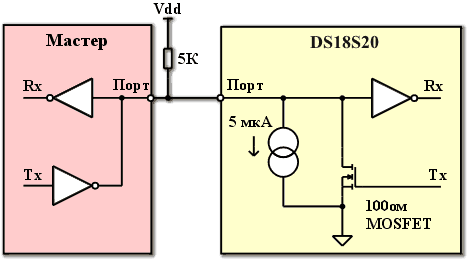 Vdd
Мастер
DS18S20
5K
Rx
Порт
Порт
Rx
5 мкА
Tx
Tx
100ом
MOSFET